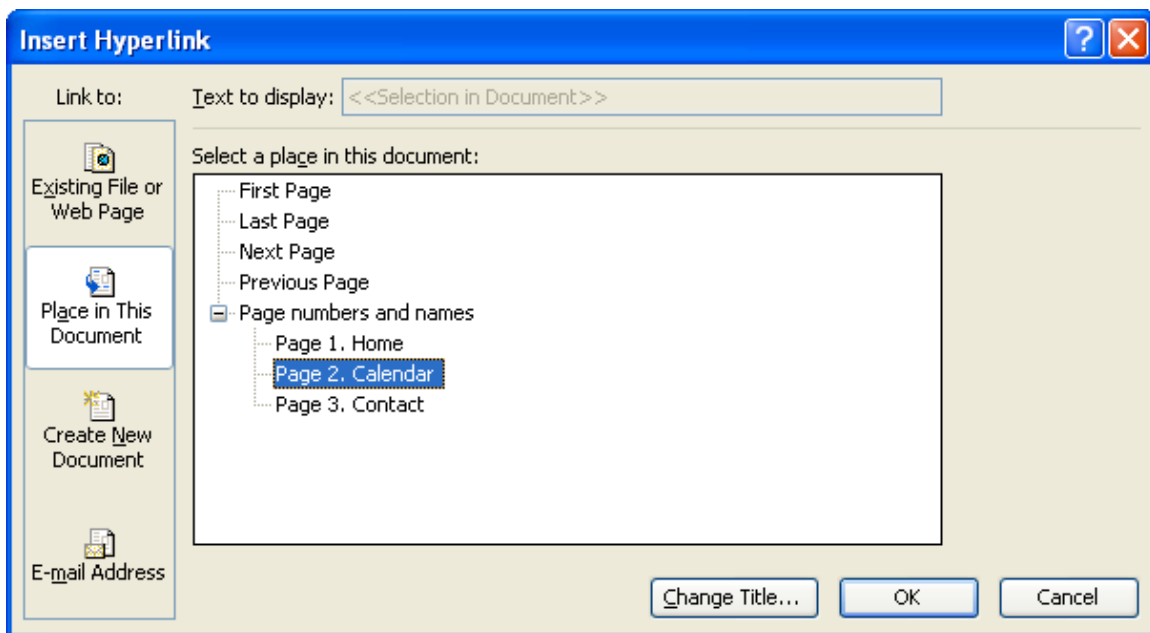 Insert Hyperlink
Link to:
Text to display: <<Selection in Document>>
Existing File or
Web Page
Place in This
Document
Create New
Document
E-mail Address
Select a place in this document:
First Page
Last Page
Next Page
Previous Page
Page numbers and names
Page 1. Home
Page 2. Calendar
Page 3. Contact
Change Title...
OK
Cancel